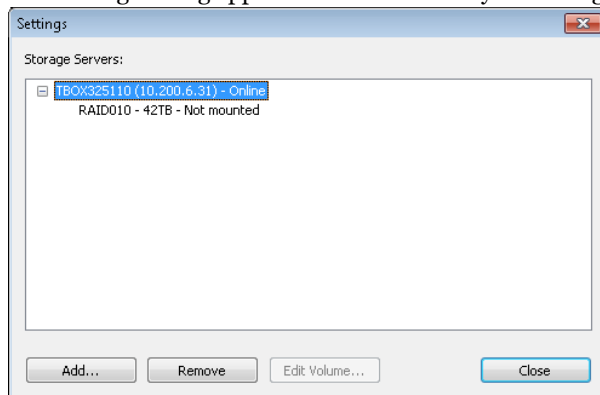 Settings
Storage Servers:
TBOX325110 (10.200.6.31) - Online
RAID010 - 42TB - Not mounted
Add... Remove Edit Volume... Close